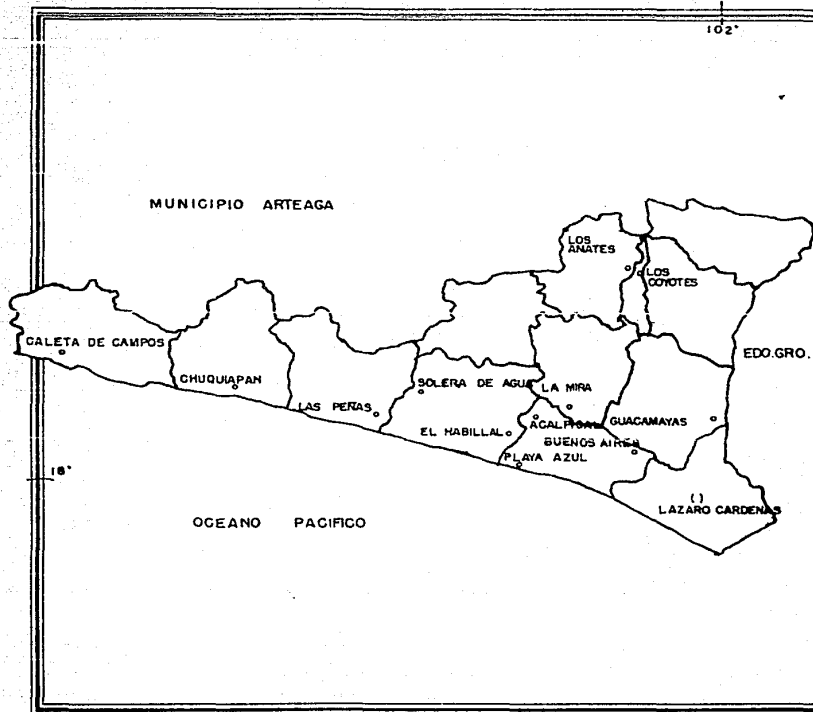 102°
MUNICIPIO ARTEAGA
LOS
ANATES
LOS
COYOTES
CALETA DE CAMPOS
EDO.GRO.
CHUQUIAPAN
SOLERA DE AGUA
LA MIRA
LAS PEÑAS
ACALPICAN
GUACAMAYAS
EL HABILLAL
BUENOS AIRES
PLAYA AZUL
18°
LAZARO CARDENAS
OCEANO PACIFICO